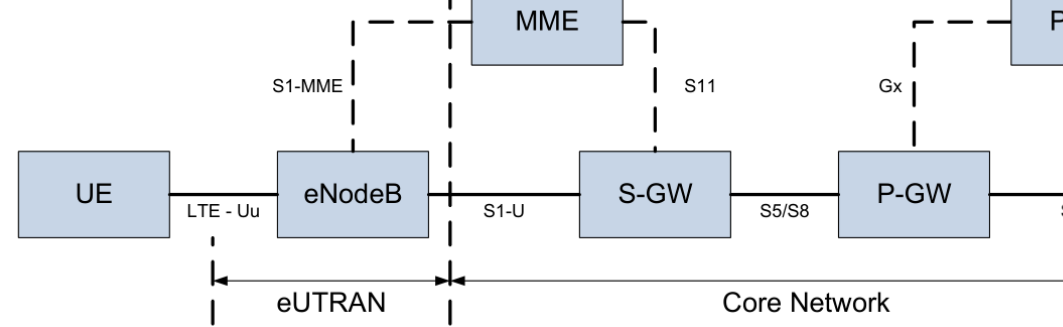 MME
P
S1-MME
S11
Gx
UE
eNodeB
S-GW
P-GW
LTE - Uu
S1-U
S5/S8
eUTRAN
Core Network